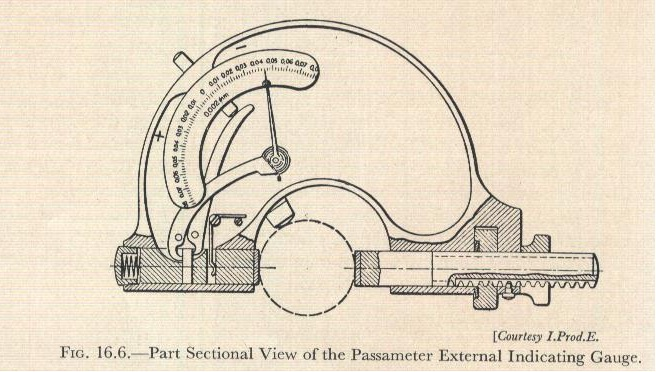 −
0,01 0,02 0,03 0,04 0,05 0,06 0,07
0
0,01
0,02
0,03
0,04
0,05
0,06
0,07
0,002mm
+
[Courtesy I.Prod.E.
FIG. 16.6.—Part Sectional View of the Passameter External Indicating Gauge.